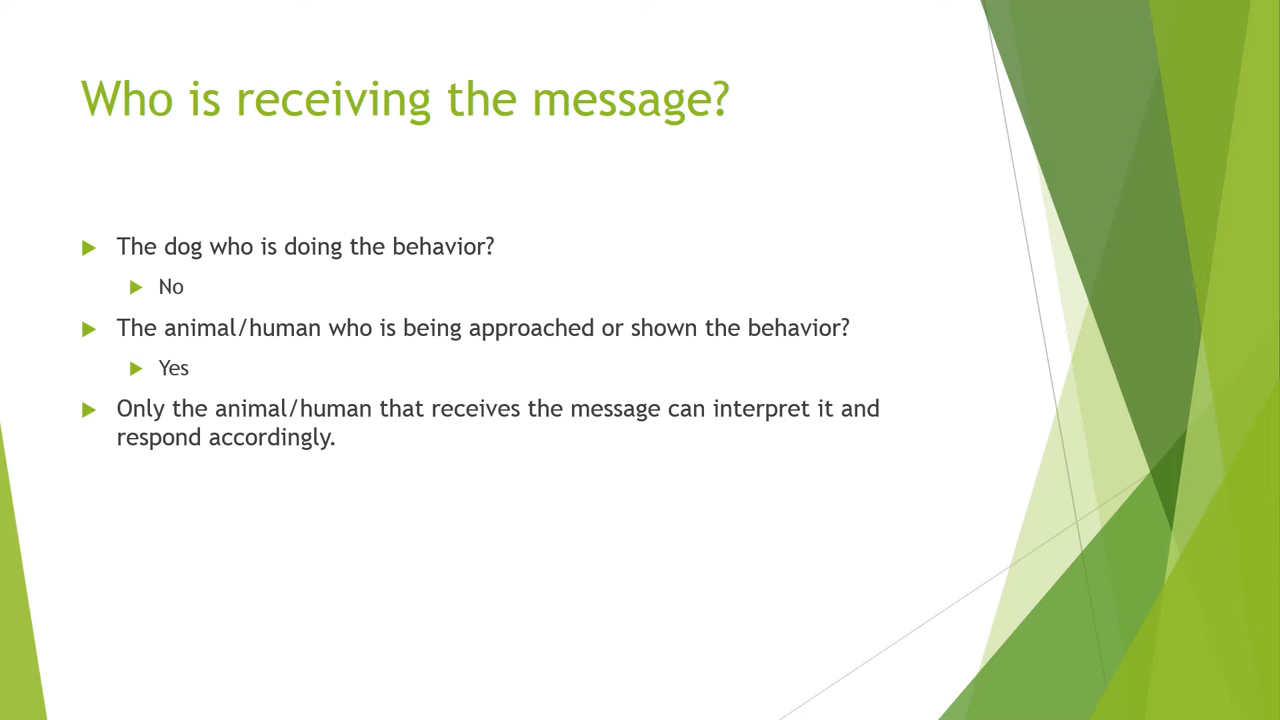 Who is receiving the message?
The dog who is doing the behavior?
No
The animal/human who is being approached or shown the behavior?
Yes
Only the animal/human that receives the message can interpret it and
respond accordingly.